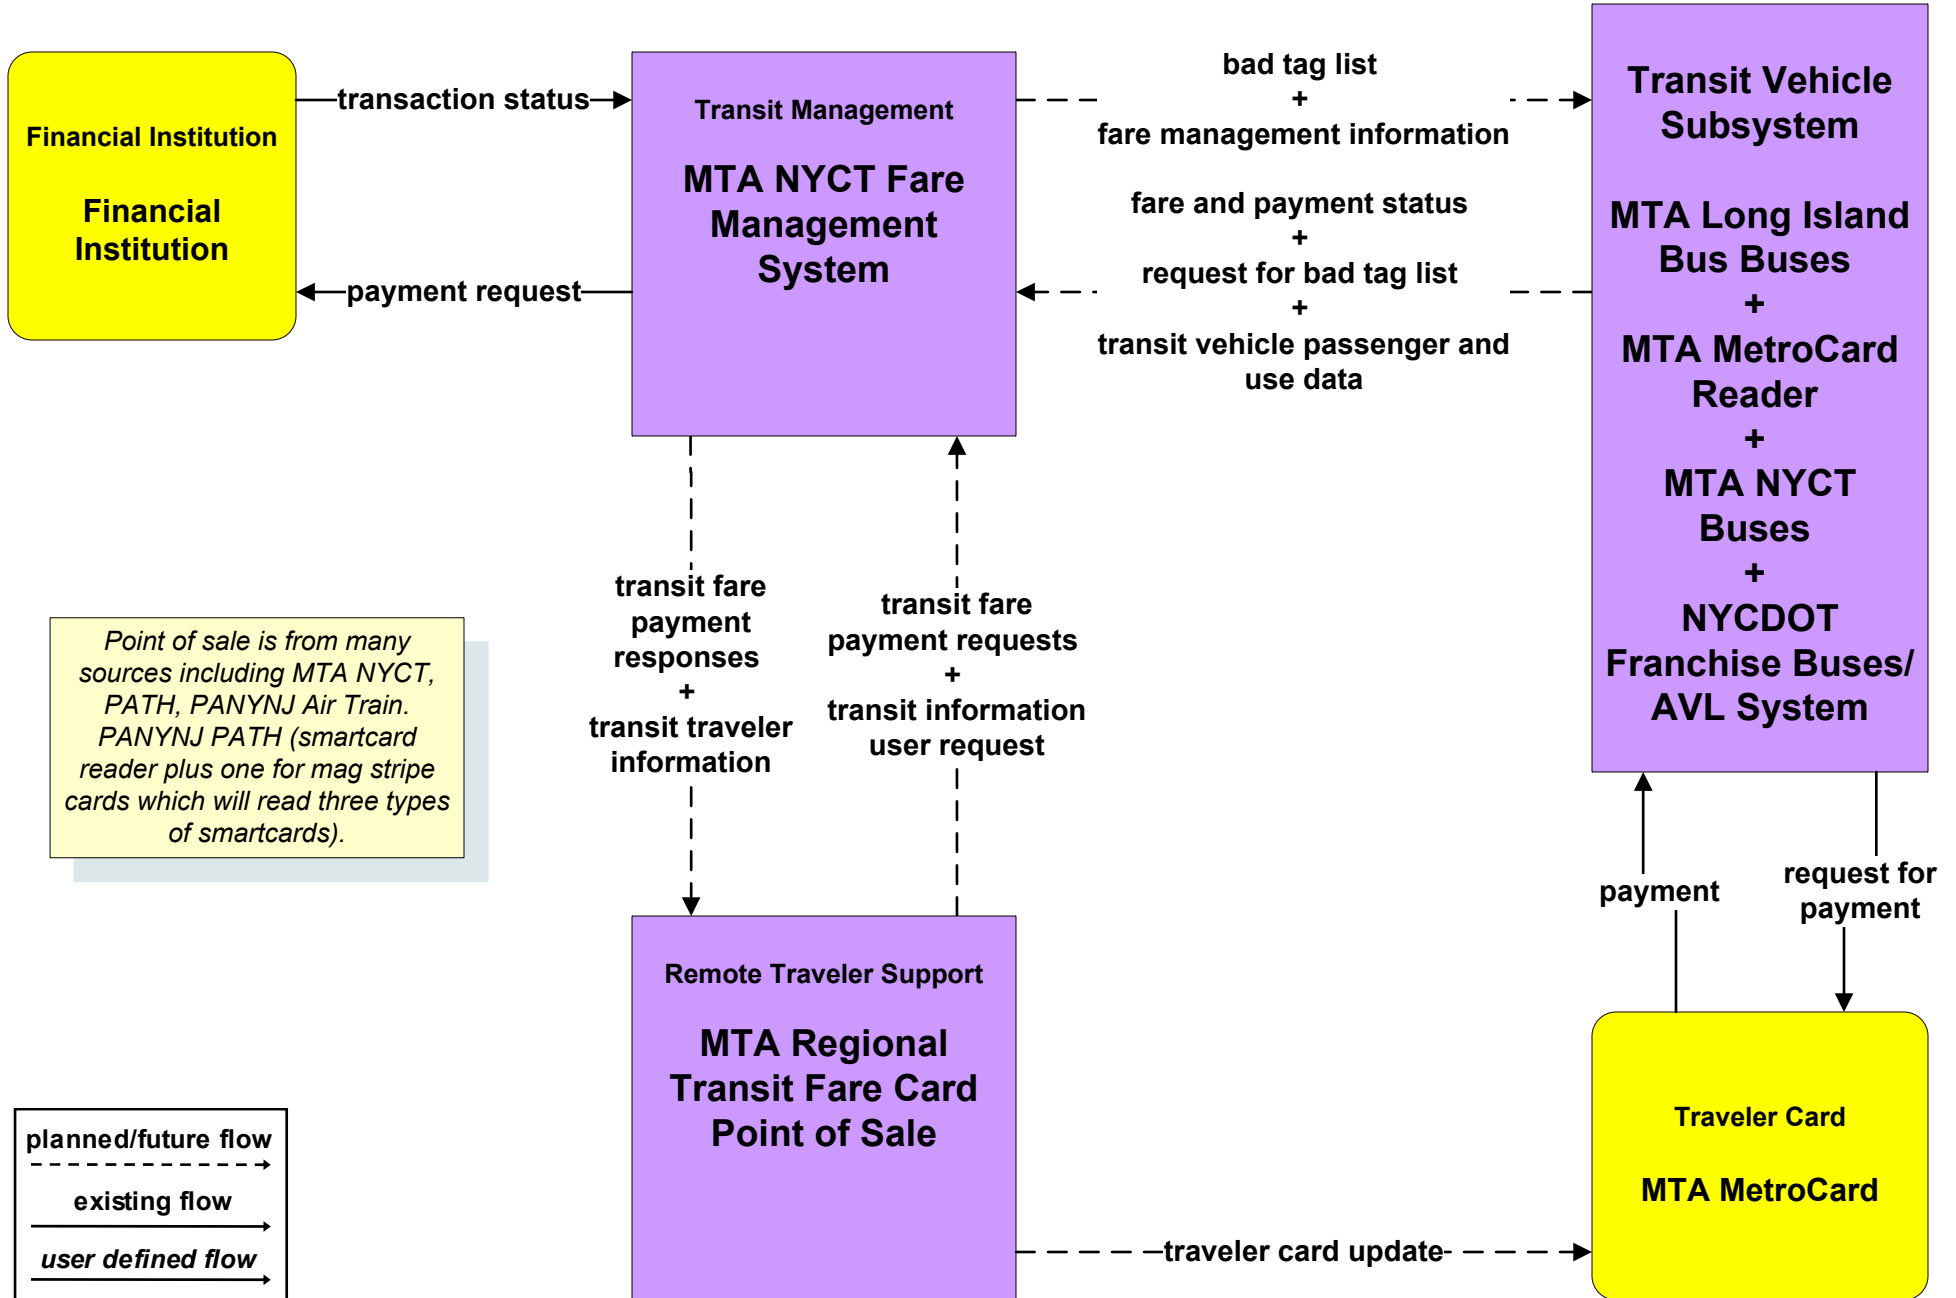 Financial Institution
Financial
Institution
transaction status
payment request
Transit Management
MTA NYCT Fare
Management
System
bad tag list
+
fare management information
fare and payment status
+
request for bad tag list
+
transit vehicle passenger and
use data
Transit Vehicle
Subsystem
MTA Long Island
Bus Buses
+
MTA MetroCard
Reader
+
MTA NYCT
Buses
+
NYCDOT
Franchise Buses/
AVL System
transit fare
payment
responses
+
transit traveler
information
transit fare
payment requests
+
transit information
user request
Point of sale is from many
sources including MTA NYCT,
PATH, PANYNJ Air Train.
PANYNJ PATH (smartcard
reader plus one for mag stripe
cards which will read three types
of smartcards).
payment
request for
payment
Remote Traveler Support
MTA Regional
Transit Fare Card
Point of Sale
traveler card update
Traveler Card
MTA MetroCard
planned/future flow
existing flow
user defined flow